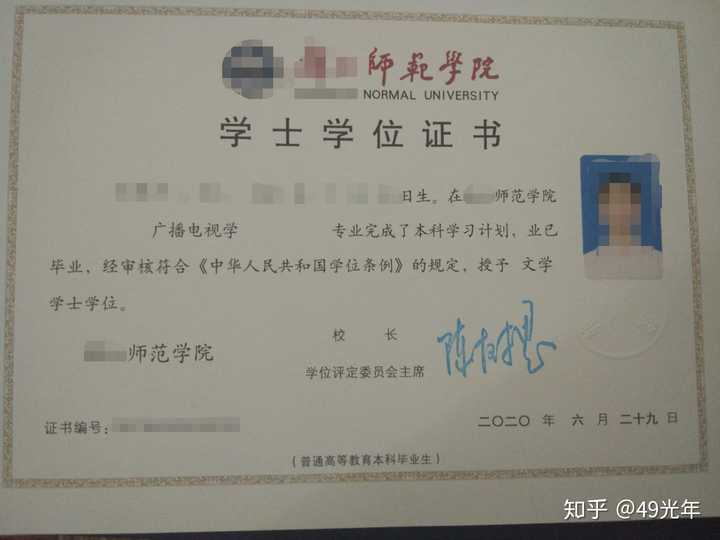 師範學院
NORMAL UNIVERSITY
学士学位证书
日生。在 师范学院
广播电视学 专业完成了本科学习计划，业已
毕业，经审核符合《中华人民共和国学位条例》的规定，授予 文学
学士学位。
校 长
师范学院
学位评定委员会主席
证书编号：
二〇二〇 年 六 月 二十九 日
（普通高等教育本科毕业生）
知乎 @49光年